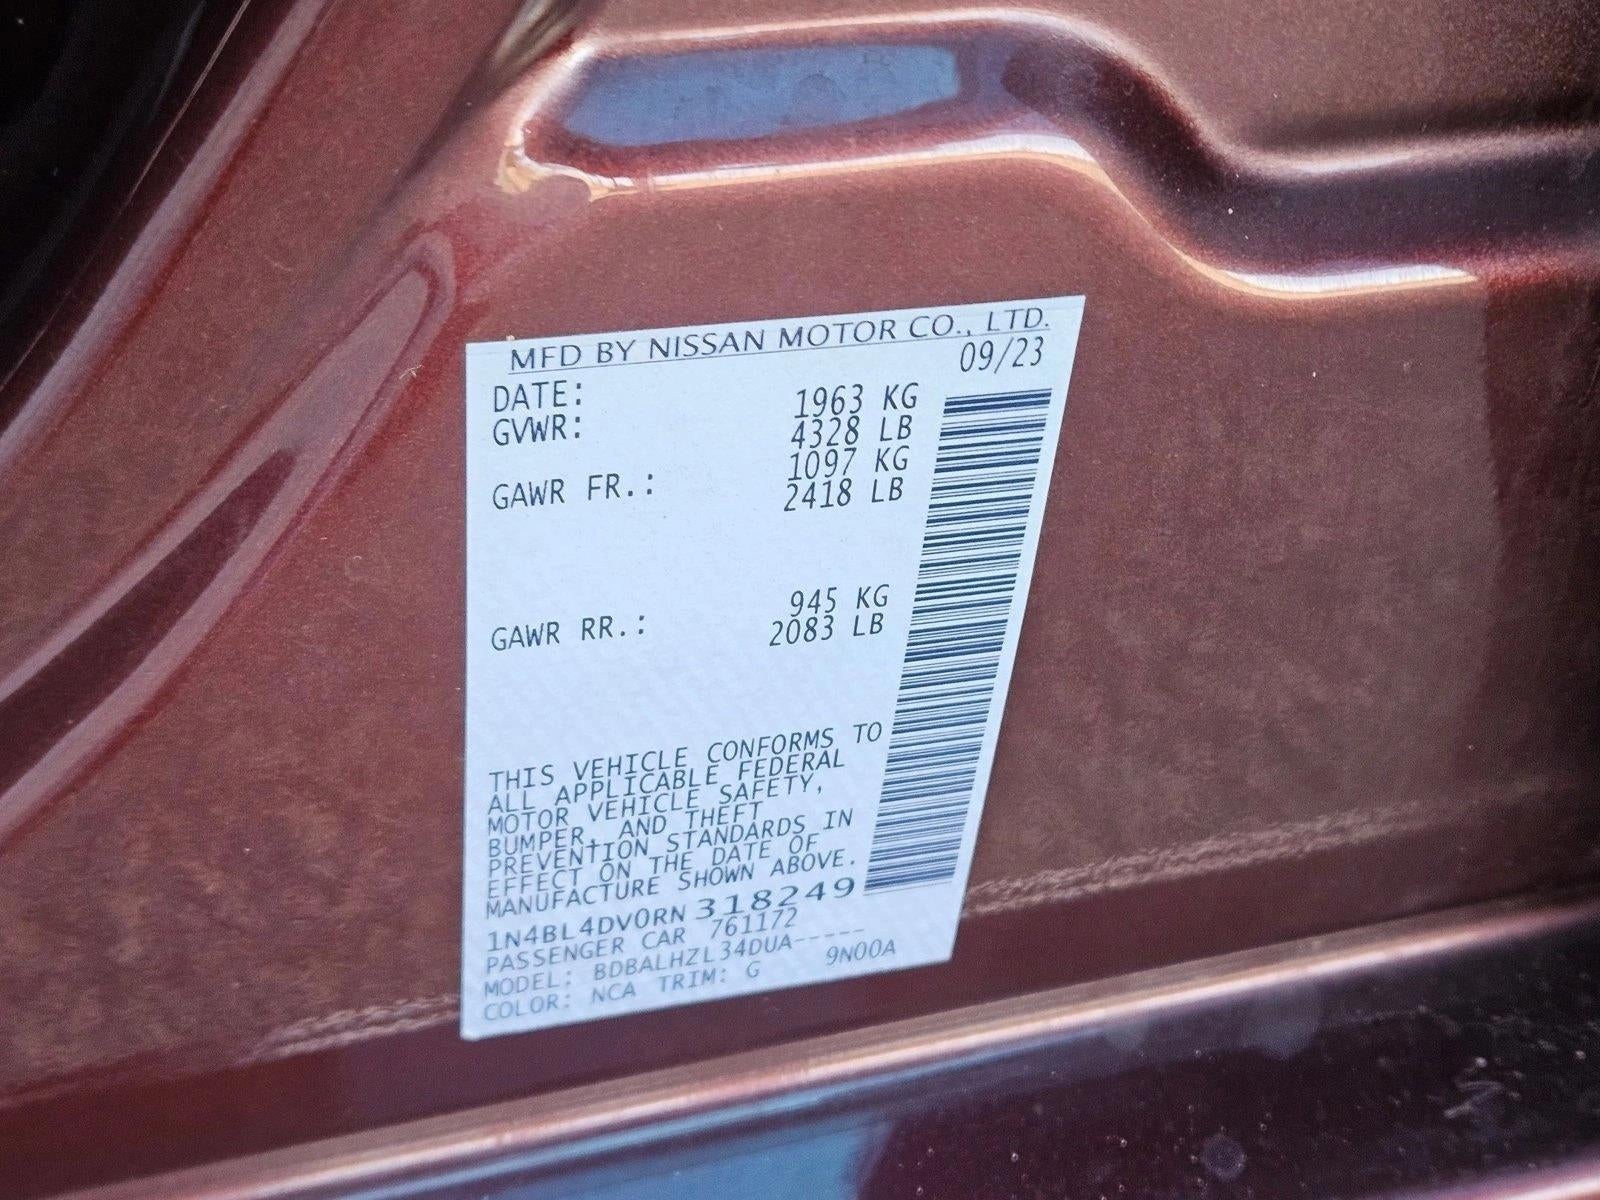 MFD BY NISSAN MOTOR CO., LTD.
DATE: 09/23
GVWR: 1963 KG
4328 LB
GAWR FR.: 1097 KG
2418 LB
GAWR RR.: 945 KG
2083 LB
THIS VEHICLE CONFORMS TO
ALL APPLICABLE FEDERAL
MOTOR VEHICLE SAFETY,
BUMPER, AND THEFT
PREVENTION STANDARDS IN
EFFECT ON THE DATE OF
MANUFACTURE SHOWN ABOVE.
1N4BL4DV0RN318249
PASSENGER CAR 761172
MODEL: BDBALHZL34DUA-----
COLOR: NCA TRIM: G 9N00A